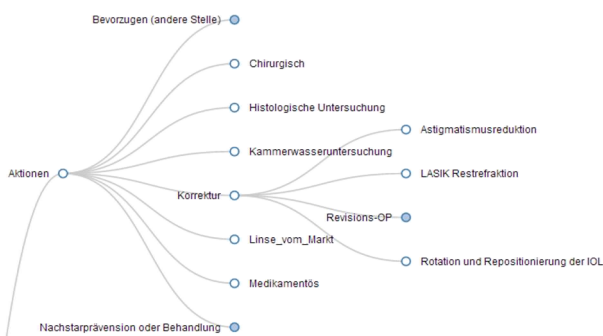 Bevorzugen (andere Stelle)
Chirurgisch
Histologische Untersuchung
Kammerwasseruntersuchung
Astigmatismusreduktion
Aktionen
LASIK Restrefraktion
Korrektur
Revisions-OP
Linse_vom_Markt
Rotation und Repositionierung der IOL
Medikamentös
Nachstarprävension oder Behandlung